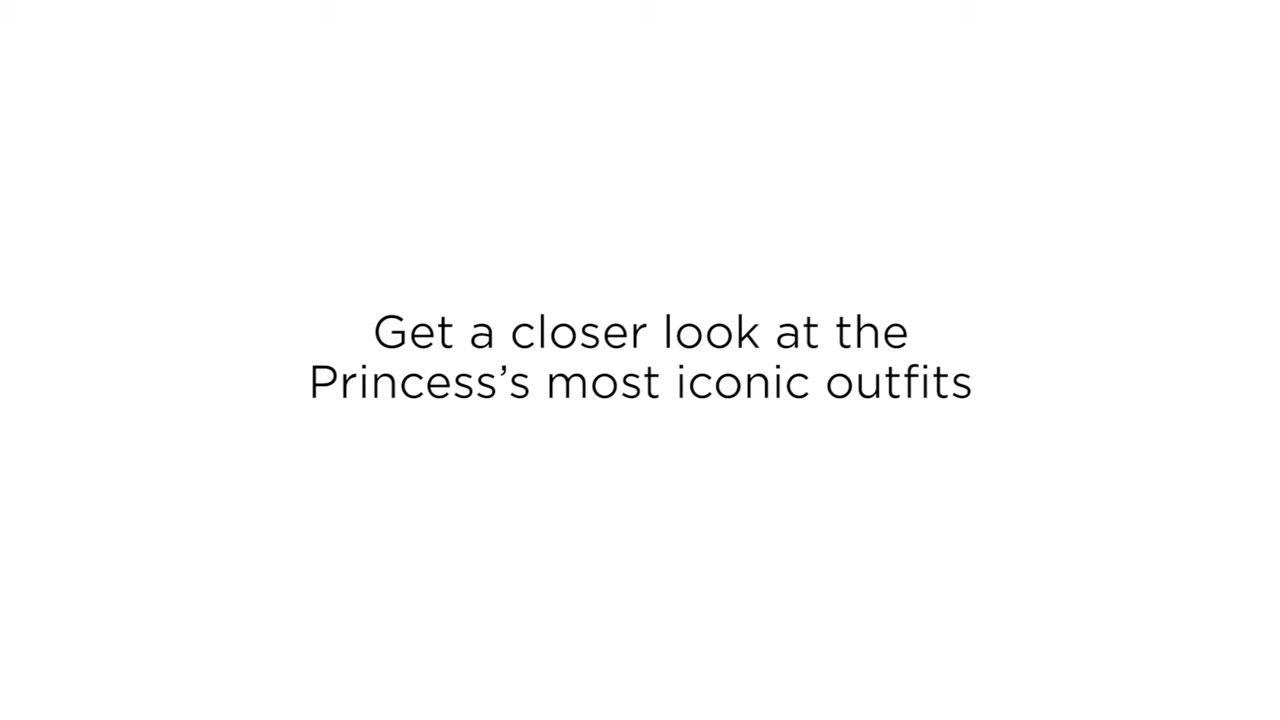 Get a closer look at the
Princess’s most iconic outfits